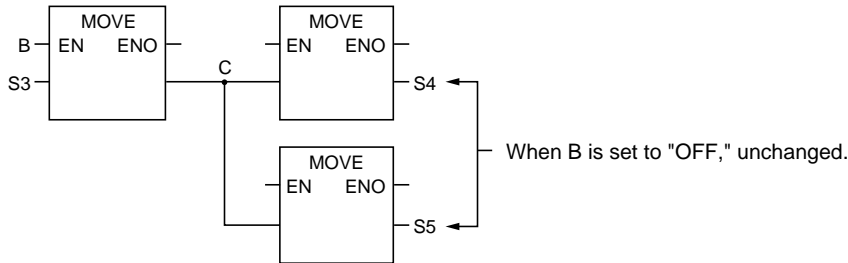 MOVE MOVE
B EN ENO EN ENO
C
S3 S4
When B is set to "OFF," unchanged.
MOVE
EN ENO
S5